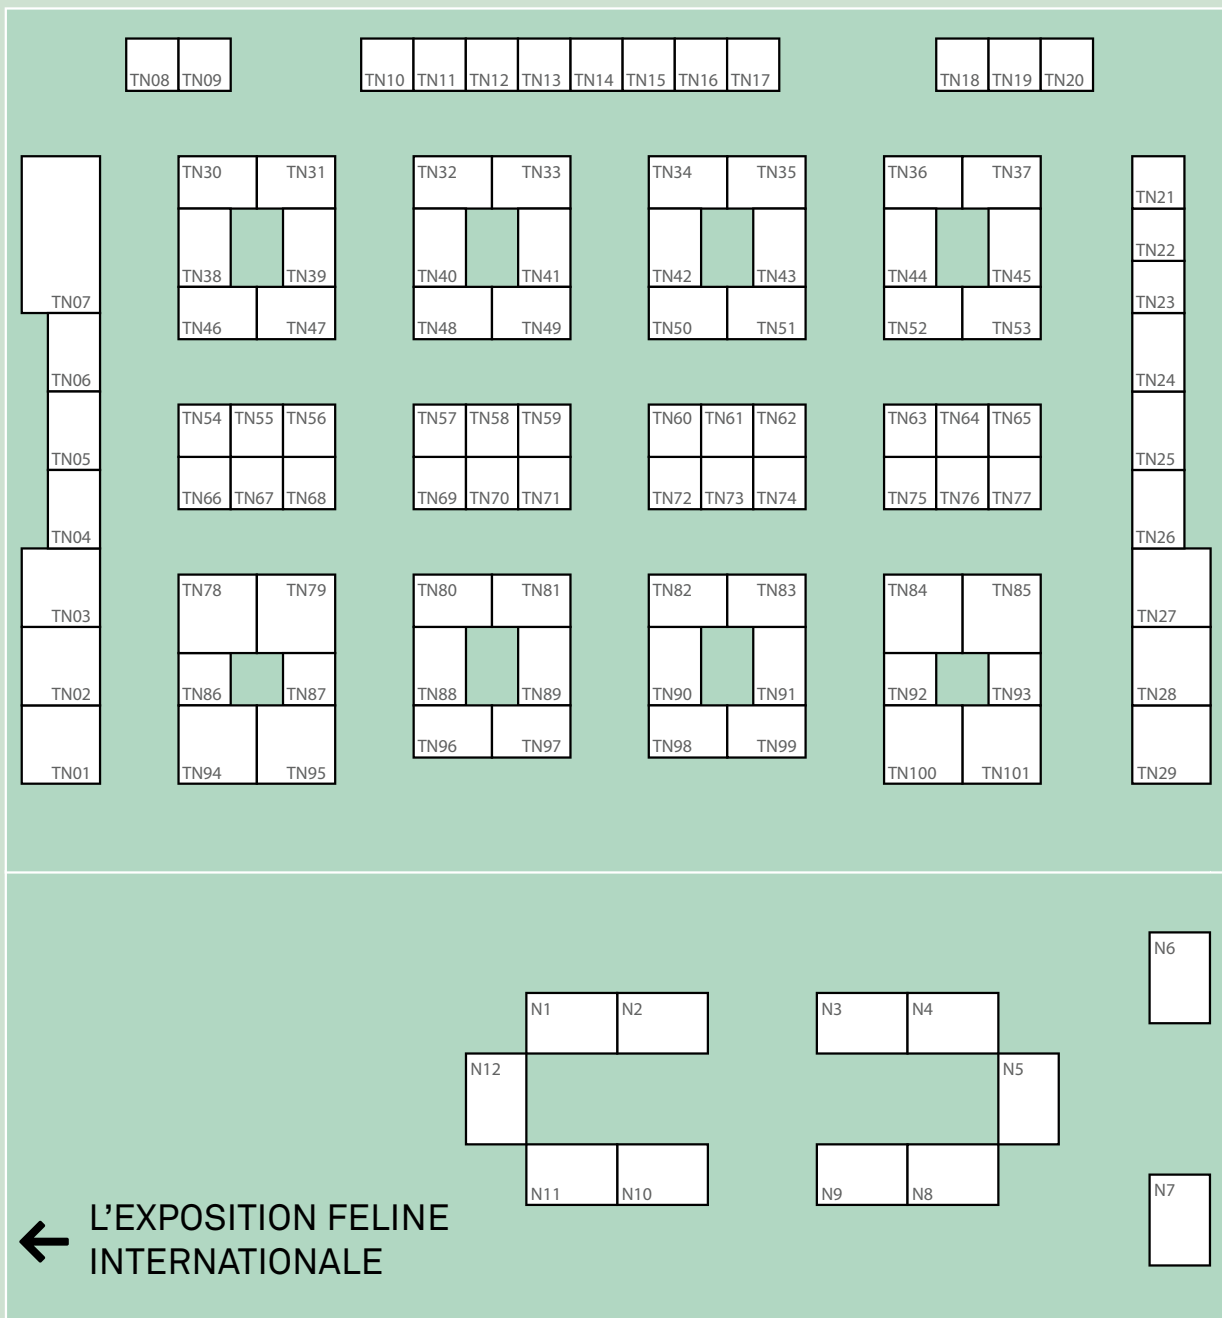 TN08 TN09 TN10 TN11 TN12 TN13 TN14 TN15 TN16 TN17 TN18 TN19 TN20
TN30 TN31 TN32 TN33 TN34 TN35 TN36 TN37
TN21
TN22
TN38 TN39 TN40 TN41 TN42 TN43 TN44 TN45
TN07 TN23
TN46 TN47 TN48 TN49 TN50 TN51 TN52 TN53
TN06 TN24
TN54 TN55 TN56 TN57 TN58 TN59 TN60 TN61 TN62 TN63 TN64 TN65
TN05 TN25
TN66 TN67 TN68 TN69 TN70 TN71 TN72 TN73 TN74 TN75 TN76 TN77
TN04 TN26
TN78 TN79 TN80 TN81 TN82 TN83 TN84 TN85
TN03 TN27
TN02 TN86 TN87 TN88 TN89 TN90 TN91 TN92 TN93 TN28
TN96 TN97 TN98 TN99
TN01 TN94 TN95 TN100 TN101 TN29
N6
N1 N2 N3 N4
N12 N5
N11 N10 N9 N8 N7
L'EXPOSITION FELINE
INTERNATIONALE